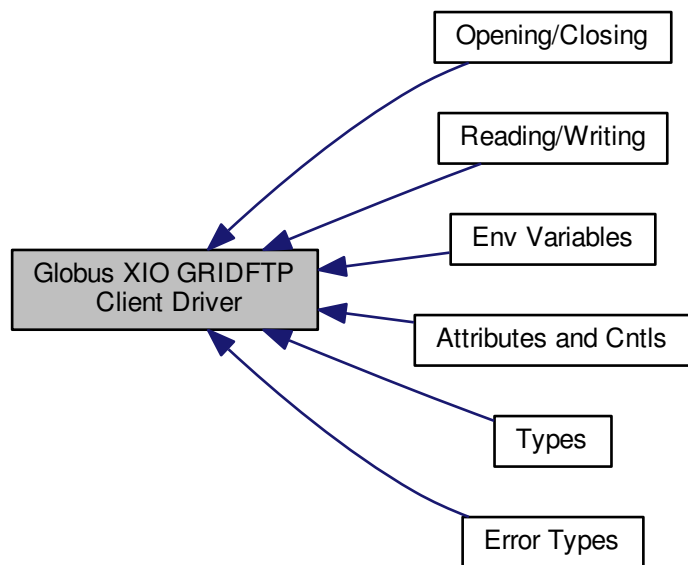 Opening/Closing
Reading/Writing
Env Variables
Globus XIO GRIDFTP
Client Driver
Attributes and Cntls
Types
Error Types